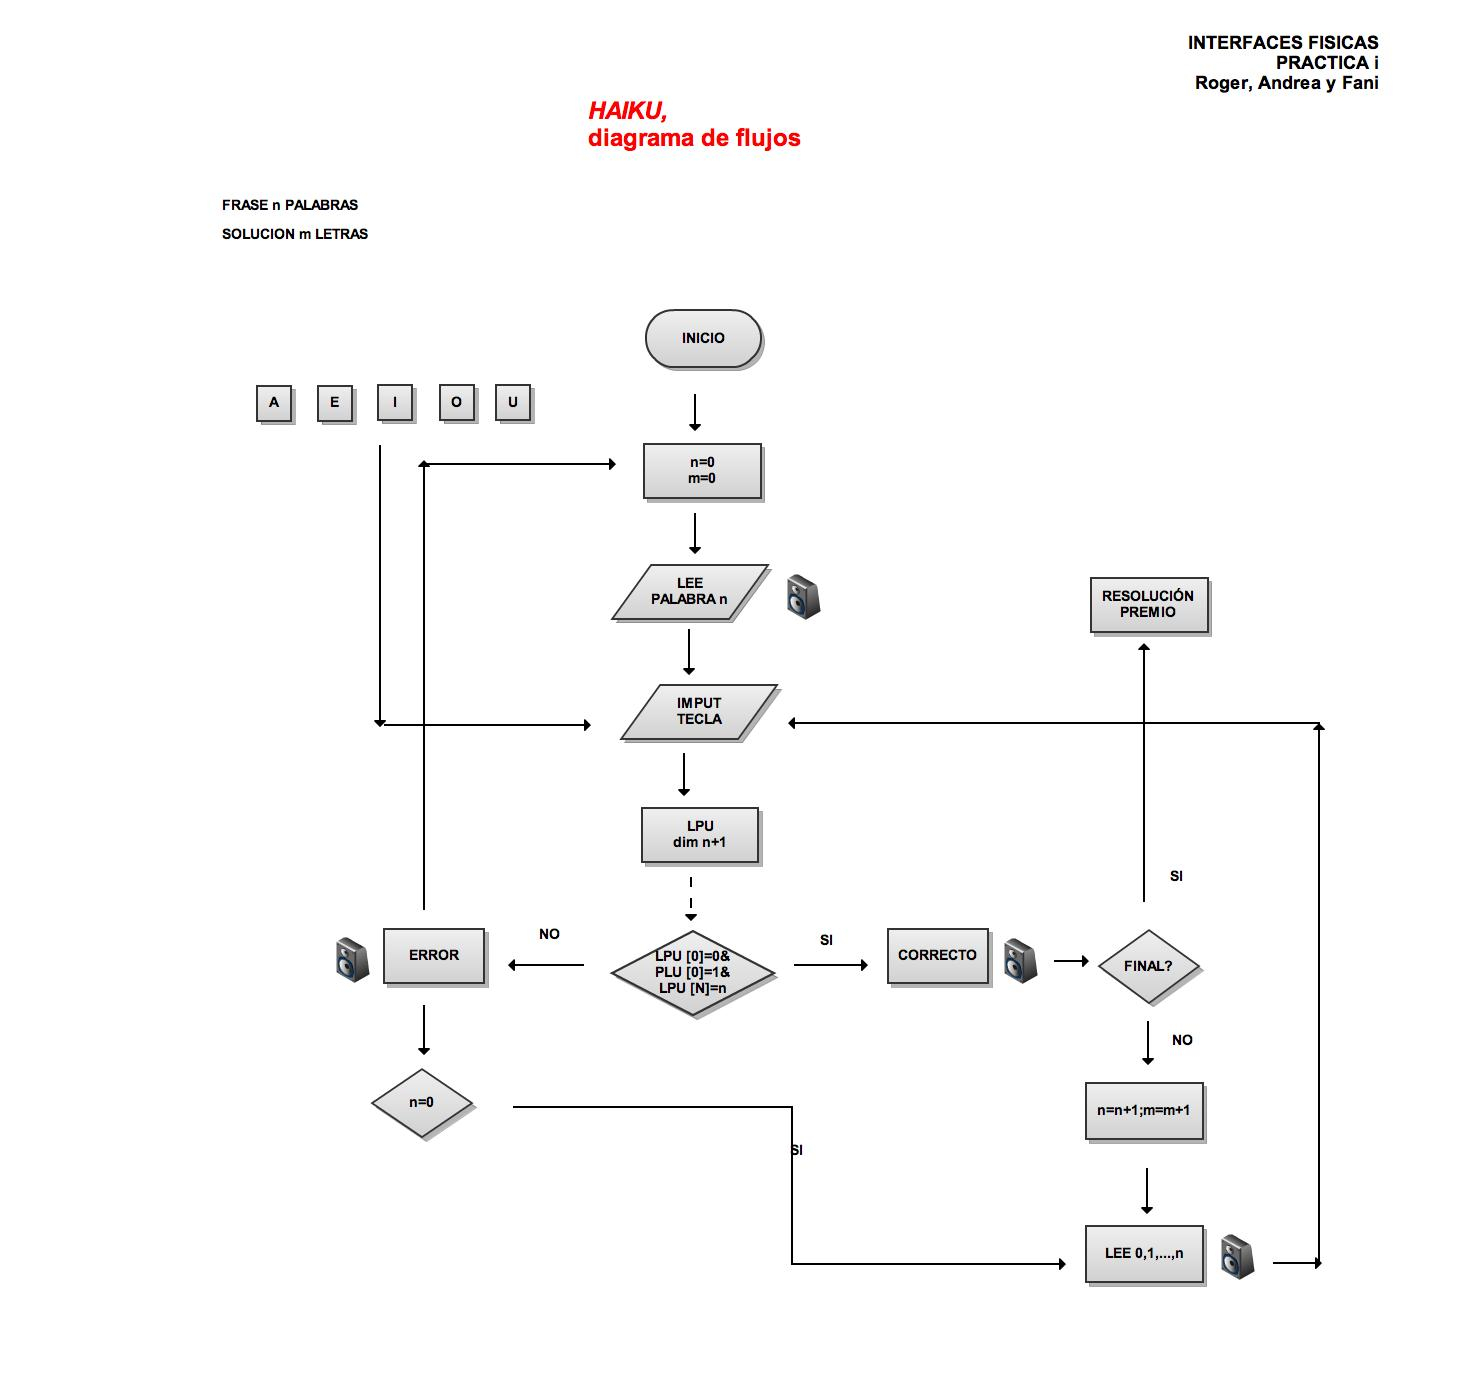 INTERFACES FISICAS
PRACTICA i
Roger, Andrea y Fani
HAIKU,
diagrama de flujos
FRASE n PALABRAS
SOLUCION m LETRAS
INICIO
A E I O U
n=0
m=0
LEE
PALABRA n
RESOLUCIÓN
PREMIO
IMPUT
TECLA
LPU
dim n+1
SI
NO
SI
ERROR
LPU [0]=0&
PLU [0]=1&
LPU [N]=n
CORRECTO
FINAL?
NO
n=0
n=n+1;m=m+1
SI
LEE 0,1,...,n